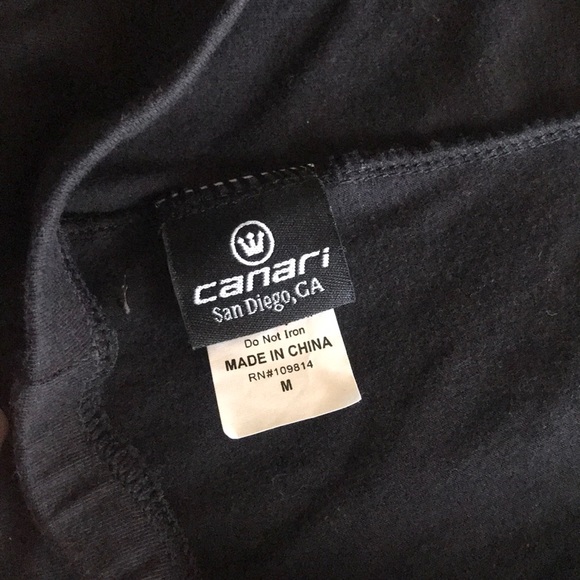 canari
San Diego, CA
Do Not Iron
MADE IN CHINA
RN#109814
M